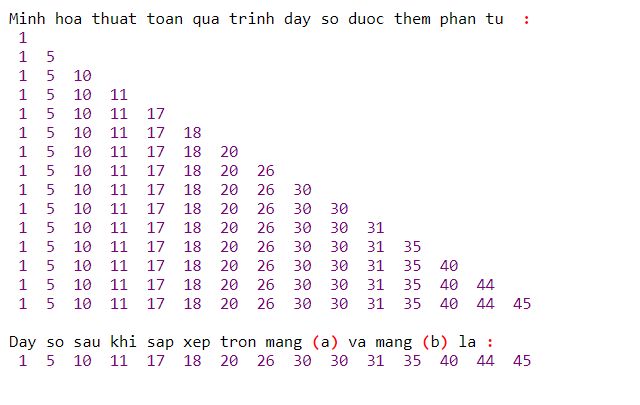 Minh hoa thuat toan qua trinh day so duoc them phan tu  :
1
1  5
1  5  10
1  5  10  11
1  5  10  11  17
1  5  10  11  17  18
1  5  10  11  17  18  20
1  5  10  11  17  18  20  26
1  5  10  11  17  18  20  26  30
1  5  10  11  17  18  20  26  30  30
1  5  10  11  17  18  20  26  30  30  31
1  5  10  11  17  18  20  26  30  30  31  35
1  5  10  11  17  18  20  26  30  30  31  35  40
1  5  10  11  17  18  20  26  30  30  31  35  40  44
1  5  10  11  17  18  20  26  30  30  31  35  40  44  45
Day so sau khi sap xep tron mang (a) va mang (b) la :
1  5  10  11  17  18  20  26  30  30  31  35  40  44  45